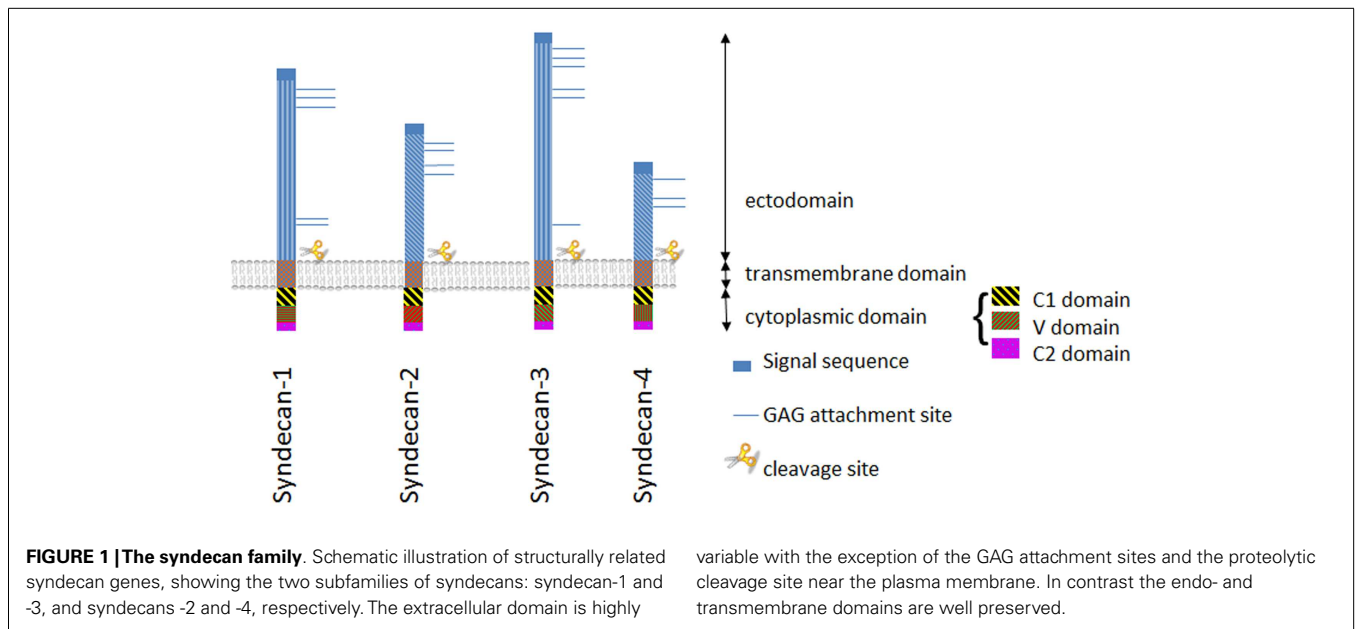 ectodomain
transmembrane domain
cytoplasmic domain
{
C1 domain
V domain
C2 domain
Signal sequence
GAG attachment site
cleavage site
Syndecan-1
Syndecan-2
Syndecan-3
Syndecan-4
FIGURE 1 | The syndecan family. Schematic illustration of structurally related
syndecan genes, showing the two subfamilies of syndecans: syndecan-1 and
-3, and syndecans -2 and -4, respectively. The extracellular domain is highly
variable with the exception of the GAG attachment sites and the proteolytic
cleavage site near the plasma membrane. In contrast the endo- and
transmembrane domains are well preserved.